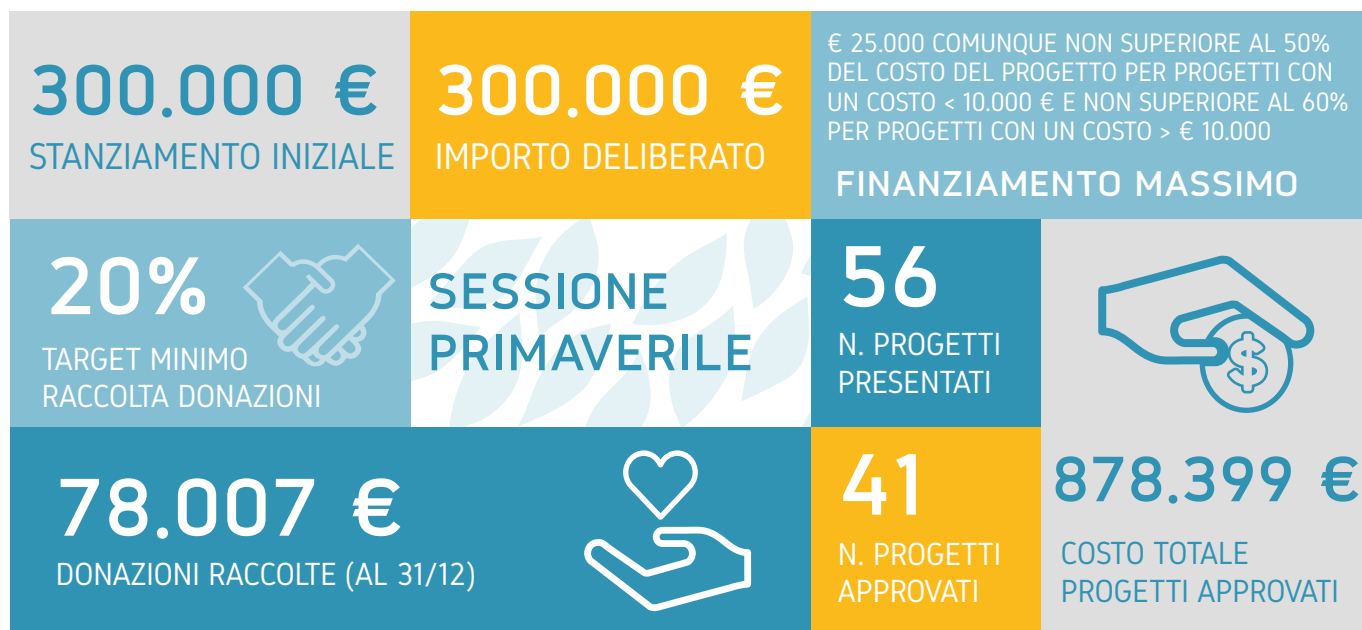 300.000 €
STANZIAMENTO INIZIALE
300.000 €
IMPORTO DELIBERATO
€ 25.000 COMUNQUE NON SUPERIORE AL 50%
DEL COSTO DEL PROGETTO PER PROGETTI CON
UN COSTO < 10.000 € E NON SUPERIORE AL 60%
PER PROGETTI CON UN COSTO > € 10.000
FINANZIAMENTO MASSIMO
20%
TARGET MINIMO
RACCOLTA DONAZIONI
SESSIONE
PRIMAVERILE
56
N. PROGETTI
PRESENTATI
$
78.007 €
DONAZIONI RACCOLTE (AL 31/12)
41
N. PROGETTI
APPROVATI
878.399 €
COSTO TOTALE
PROGETTI APPROVATI